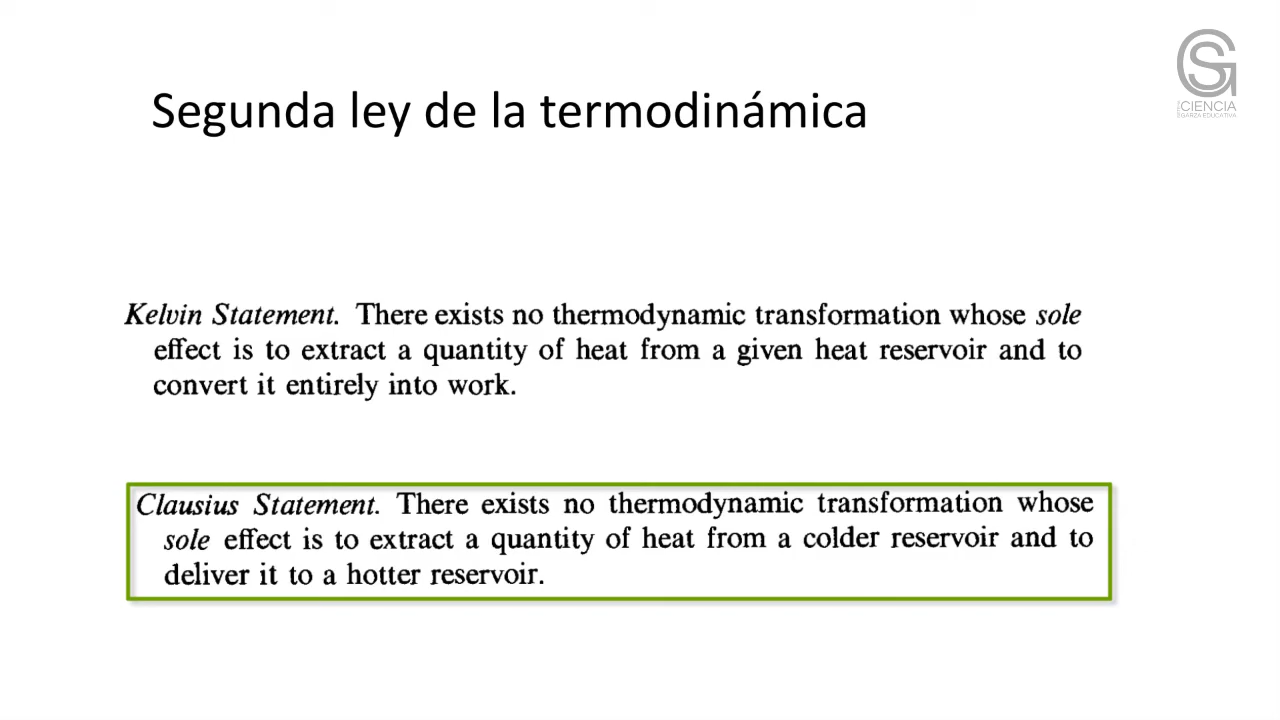 Segunda ley de la termodinámica
CIENCIA
GARZA EDUCATIVA
Kelvin Statement. There exists no thermodynamic transformation whose sole
effect is to extract a quantity of heat from a given heat reservoir and to
convert it entirely into work.
Clausius Statement. There exists no thermodynamic transformation whose
sole effect is to extract a quantity of heat from a colder reservoir and to
deliver it to a hotter reservoir.